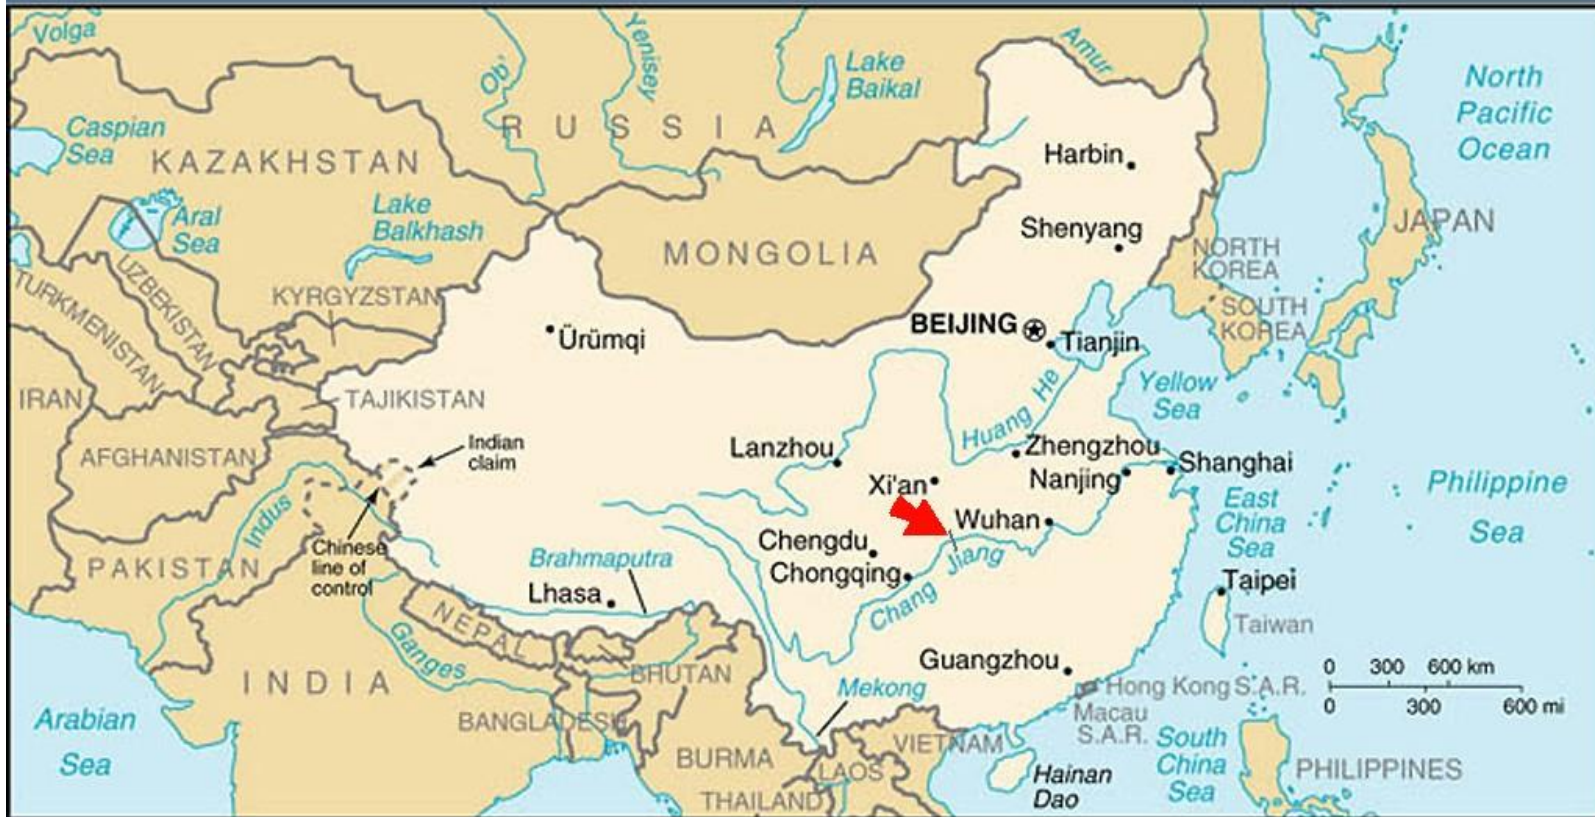 Volga
Ob'
Yenisey
Amur
Lake
Baikal
North
Pacific
Ocean
RUSSIA
Caspian
Sea
KAZAKHSTAN
Harbin
Aral
Sea
Lake
Balkhash
JAPAN
Shenyang
MONGOLIA
NORTH
KOREA
UZBEKISTAN
TURKMENISTAN
KYRGYZSTAN
SOUTH
KOREA
BEIJING
Ürümqi
Tianjin
IRAN
TAJIKISTAN
Yellow
Sea
Huang He
AFGHANISTAN
Indian
claim
Lanzhou
Zhengzhou
Shanghai
Nanjing
Xi'an
Philippine
Sea
East
China
Sea
Indus
Wuhan
Chengdu
Chinese
line of
control
PAKISTAN
Brahmaputra
Chongqing
Chang Jiang
Lhasa
Taipei
Taiwan
NEPAL
Ganges
INDIA
BHUTAN
Guangzhou
0 300 600 km
0 300 600 mi
Mekong
Hong Kong S.A.R.
Macau
S.A.R.
Arabian
Sea
BANGLADESH
BURMA
VIETNAM
LAOS
South
China
Sea
Hainan
Dao
PHILIPPINES
THAILAND